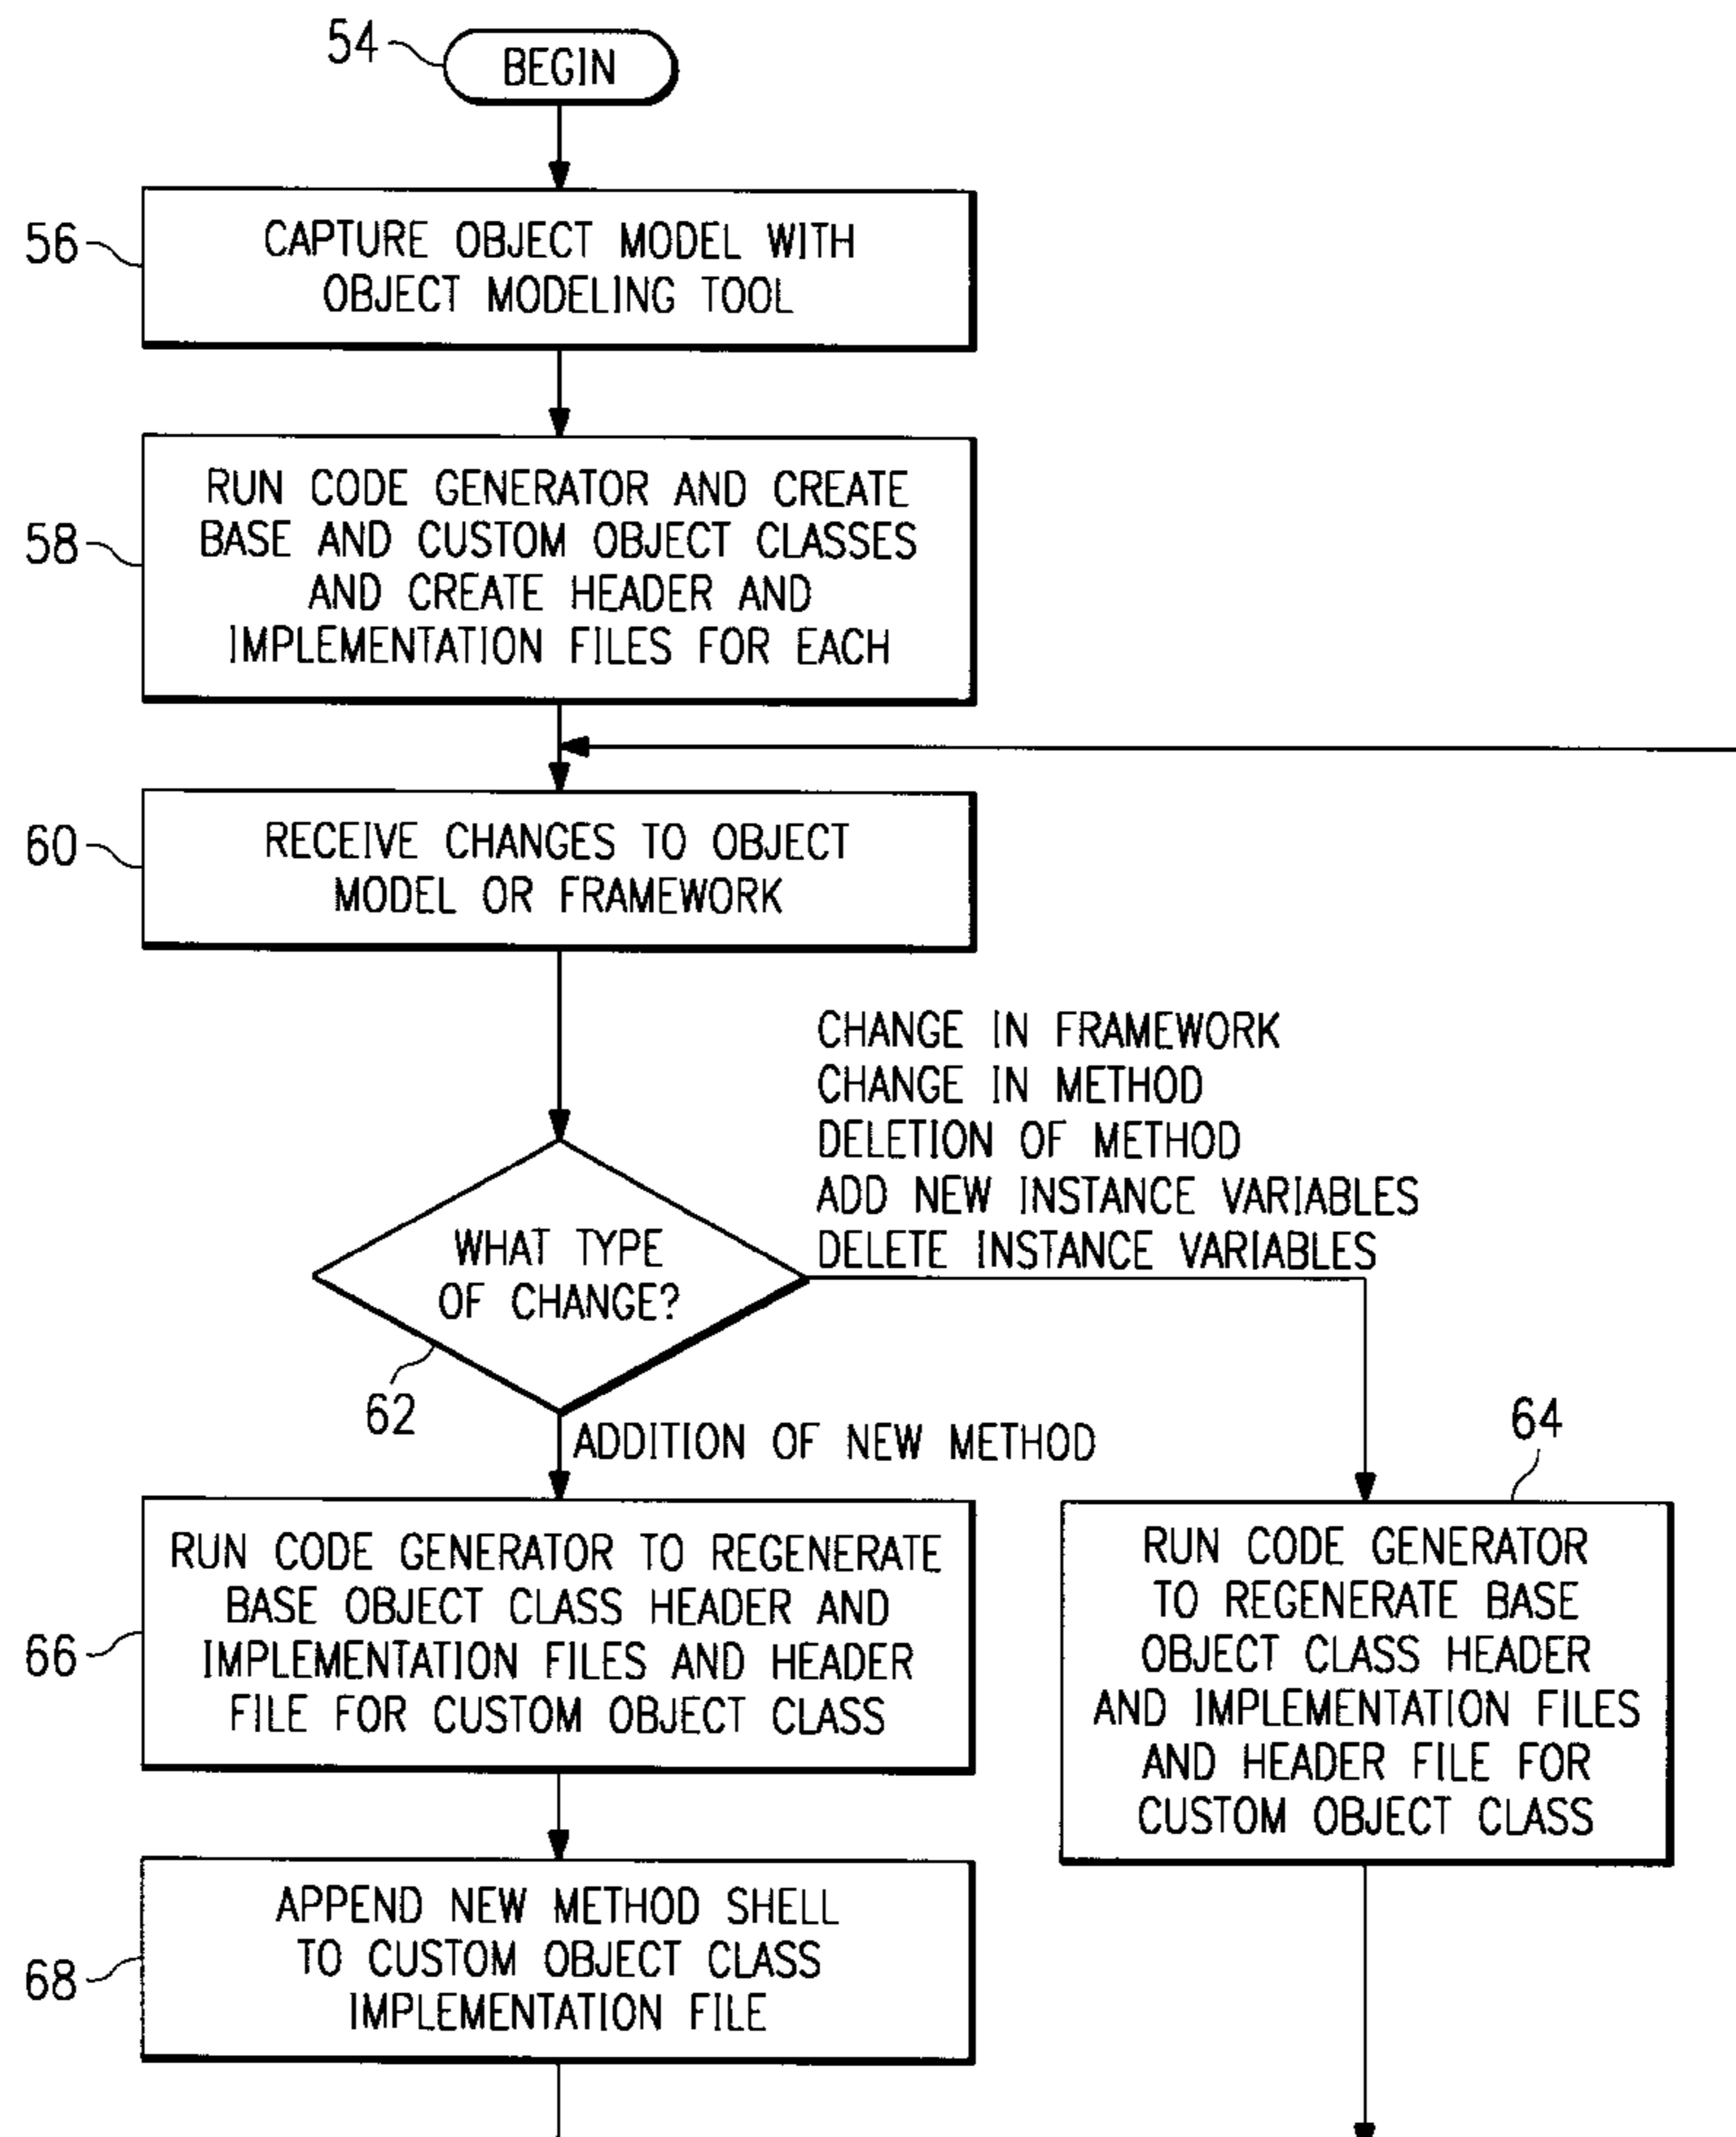 54
BEGIN
56
CAPTURE OBJECT MODEL WITH
OBJECT MODELING TOOL
58
RUN CODE GENERATOR AND CREATE
BASE AND CUSTOM OBJECT CLASSES
AND CREATE HEADER AND
IMPLEMENTATION FILES FOR EACH
60
RECEIVE CHANGES TO OBJECT
MODEL OR FRAMEWORK
CHANGE IN FRAMEWORK
CHANGE IN METHOD
DELETION OF METHOD
ADD NEW INSTANCE VARIABLES
DELETE INSTANCE VARIABLES
WHAT TYPE
OF CHANGE?
62
ADDITION OF NEW METHOD
64
66
RUN CODE GENERATOR TO REGENERATE
BASE OBJECT CLASS HEADER AND
IMPLEMENTATION FILES AND HEADER
FILE FOR CUSTOM OBJECT CLASS
RUN CODE GENERATOR
TO REGENERATE BASE
OBJECT CLASS HEADER
AND IMPLEMENTATION FILES
AND HEADER FILE FOR
CUSTOM OBJECT CLASS
68
APPEND NEW METHOD SHELL
TO CUSTOM OBJECT CLASS
IMPLEMENTATION FILE